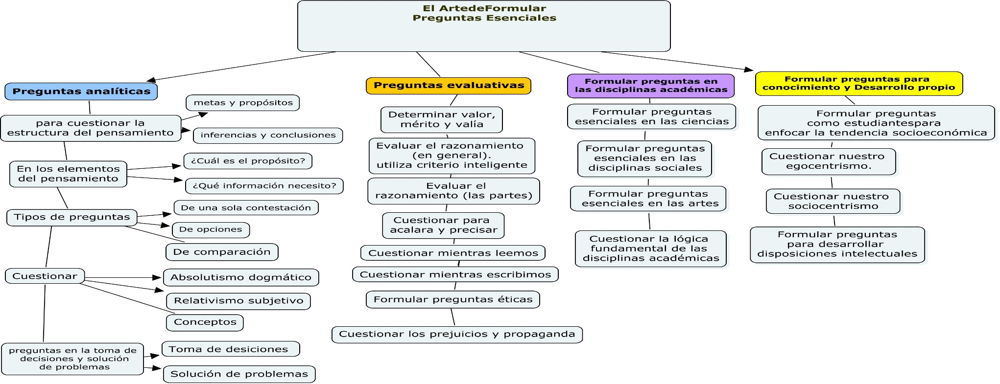 El ArtedeFormular
Preguntas Esenciales
Preguntas analíticas
para cuestionar la
estructura del pensamiento
metas y propósitos
inferencias y conclusiones
En los elementos
del pensamiento
¿Cuál es el propósito?
¿Qué información necesito?
Tipos de preguntas
De una sola contestación
De opciones
De comparación
Cuestionar
Absolutismo dogmático
Relativismo subjetivo
Conceptos
preguntas en la toma de
decisiones y solución
de problemas
Toma de desiciones
Solución de problemas
Preguntas evaluativas
Determinar valor,
mérito y valía
Evaluar el razonamiento
(en general).
utiliza criterio inteligente
Evaluar el
razonamiento (las partes)
Cuestionar para
acalara y precisar
Cuestionar mientras leemos
Cuestionar mientras escribimos
Formular preguntas éticas
Cuestionar los prejuicios y propaganda
Formular preguntas en
las disciplinas académicas
Formular preguntas
esenciales en las ciencias
Formular preguntas
esenciales en las
disciplinas sociales
Formular preguntas
esenciales en las artes
Cuestionar la lógica
fundamental de las
disciplinas académicas
Formular preguntas para
conocimiento y Desarrollo propio
Formular preguntas
como estudiantespara
enfocar la tendencia socioeconómica
Cuestionar nuestro
egocentrismo.
Cuestionar nuestro
sociocentrismo
Formular preguntas
para desarrollar
disposiciones intelectuales